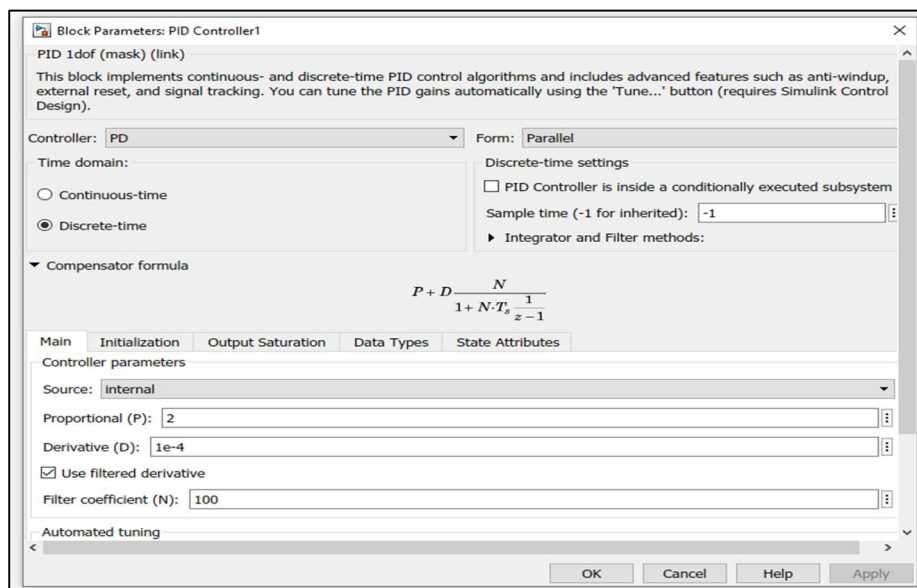 Block Parameters: PID Controller1
PID 1dof (mask) (link)
This block implements continuous- and discrete-time PID control algorithms and includes advanced features such as anti-windup,
external reset, and signal tracking. You can tune the PID gains automatically using the 'Tune...' button (requires Simulink Control
Design).
Controller: PD
Form: Parallel
Time domain:
Continuous-time
Discrete-time
Discrete-time settings
PID Controller is inside a conditionally executed subsystem
Sample time (-1 for inherited): -1
Integrator and Filter methods:
Compensator formula
P + D N / (1 + N·Ts 1/(z − 1))
Main Initialization Output Saturation Data Types State Attributes
Controller parameters
Source: internal
Proportional (P): 2
Derivative (D): 1e-4
Use filtered derivative
Filter coefficient (N): 100
Automated tuning
OK Cancel Help Apply